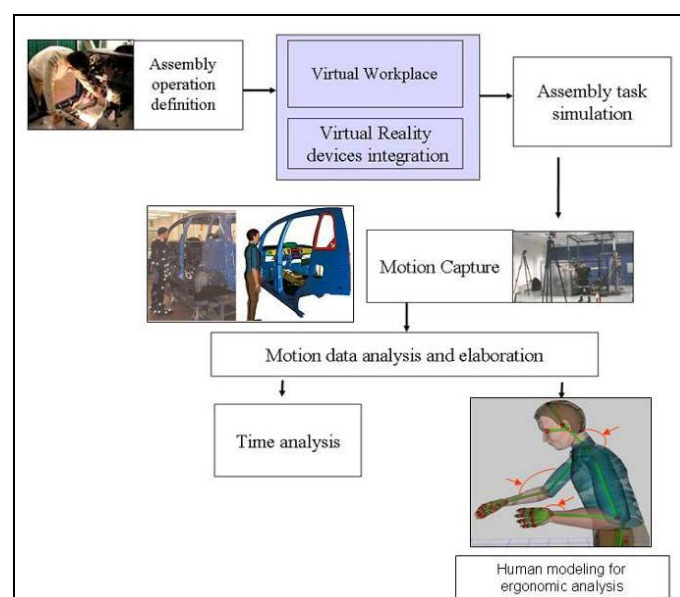 Assembly
operation
definition
Virtual Workplace
Virtual Reality
devices integration
Assembly task
simulation
Motion Capture
Motion data analysis and elaboration
Time analysis
Human modeling for
ergonomic analysis